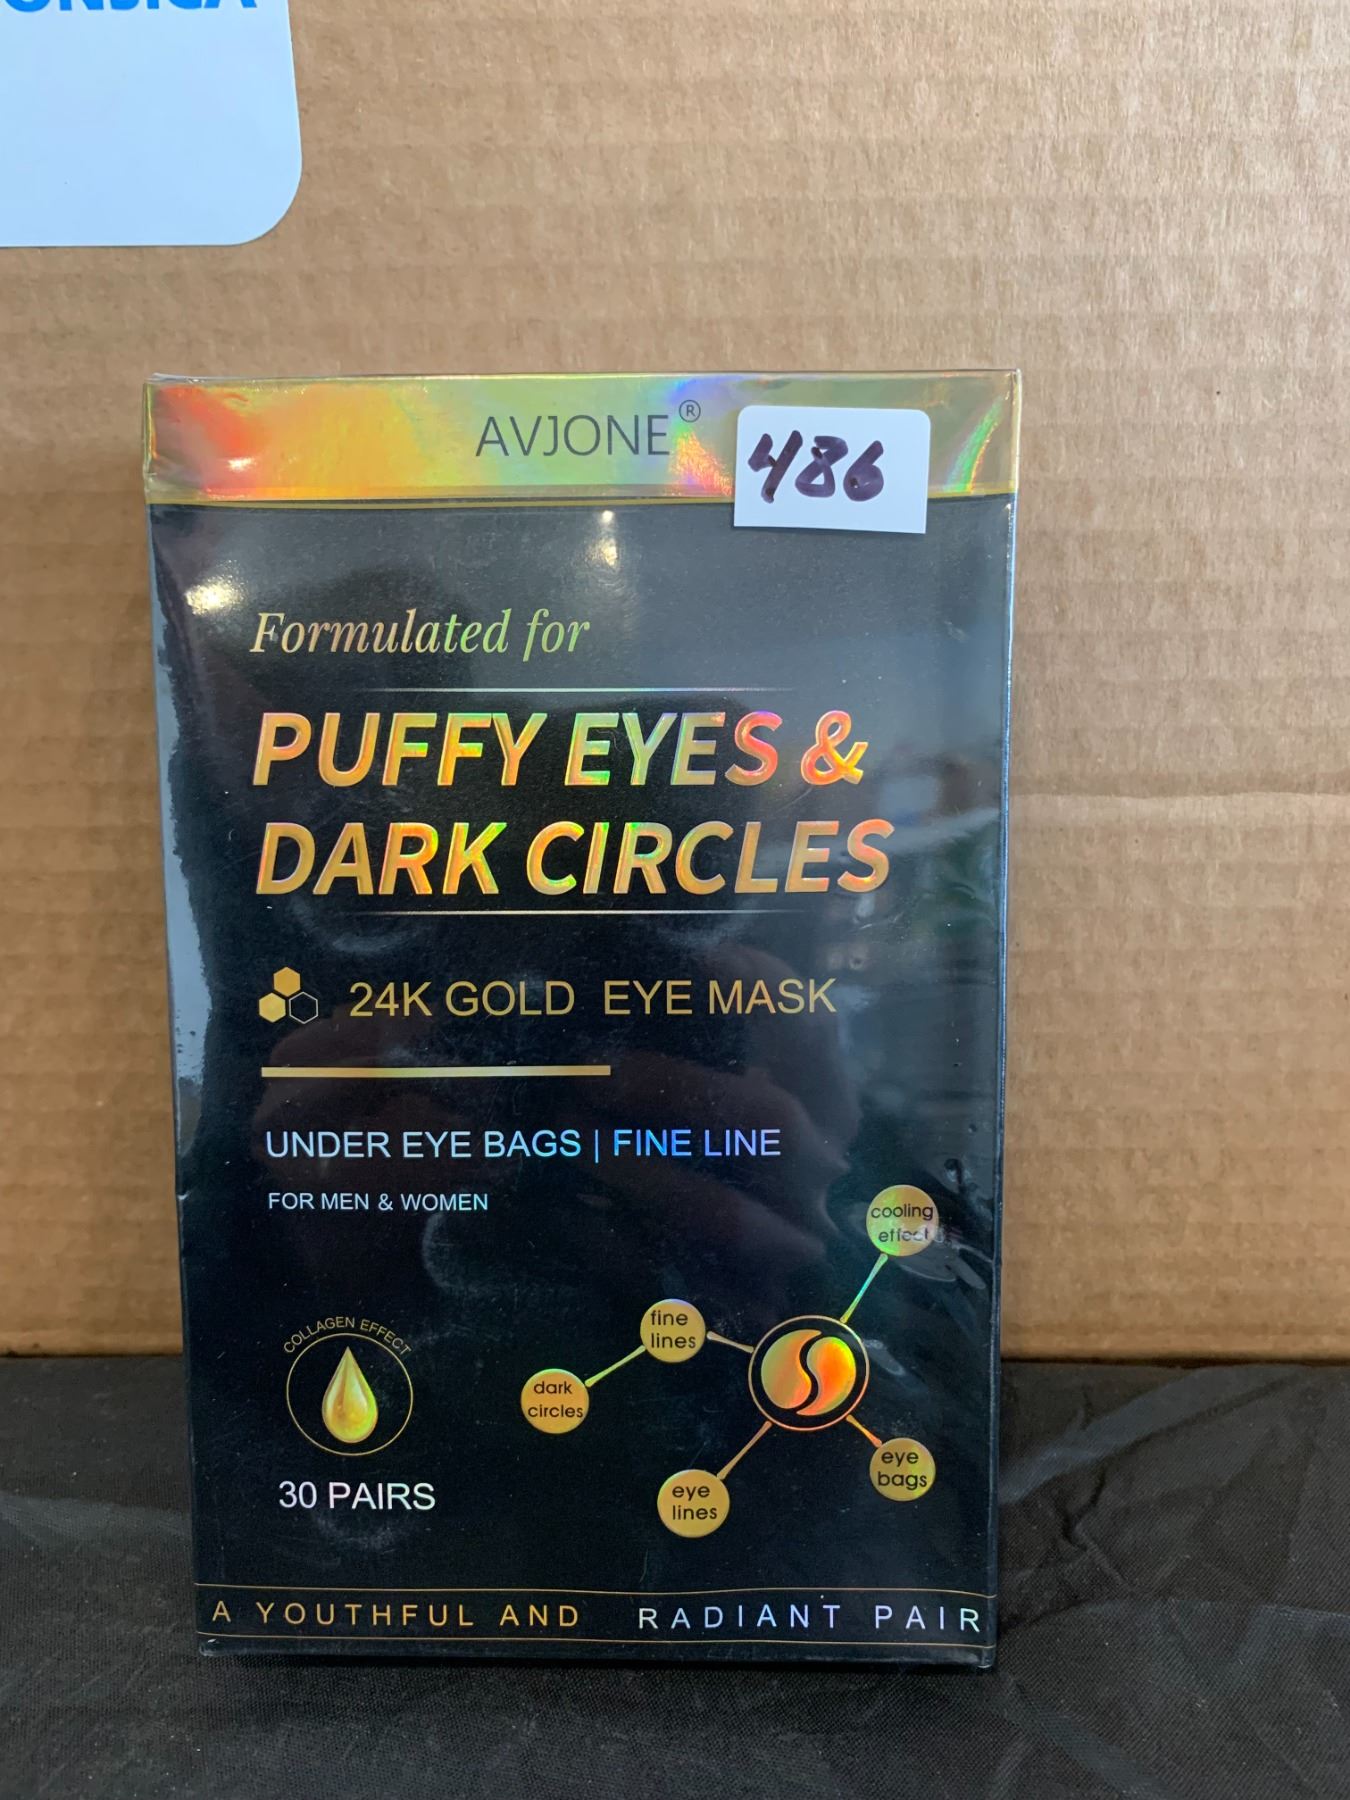 AVJONE®
486
Formulated for
PUFFY EYES &
DARK CIRCLES
24K GOLD EYE MASK
UNDER EYE BAGS | FINE LINE
FOR MEN & WOMEN
cooling
effect
fine
lines
dark
circles
eye
bags
eye
lines
COLLAGEN EFFECT
30 PAIRS
A YOUTHFUL AND RADIANT PAIR